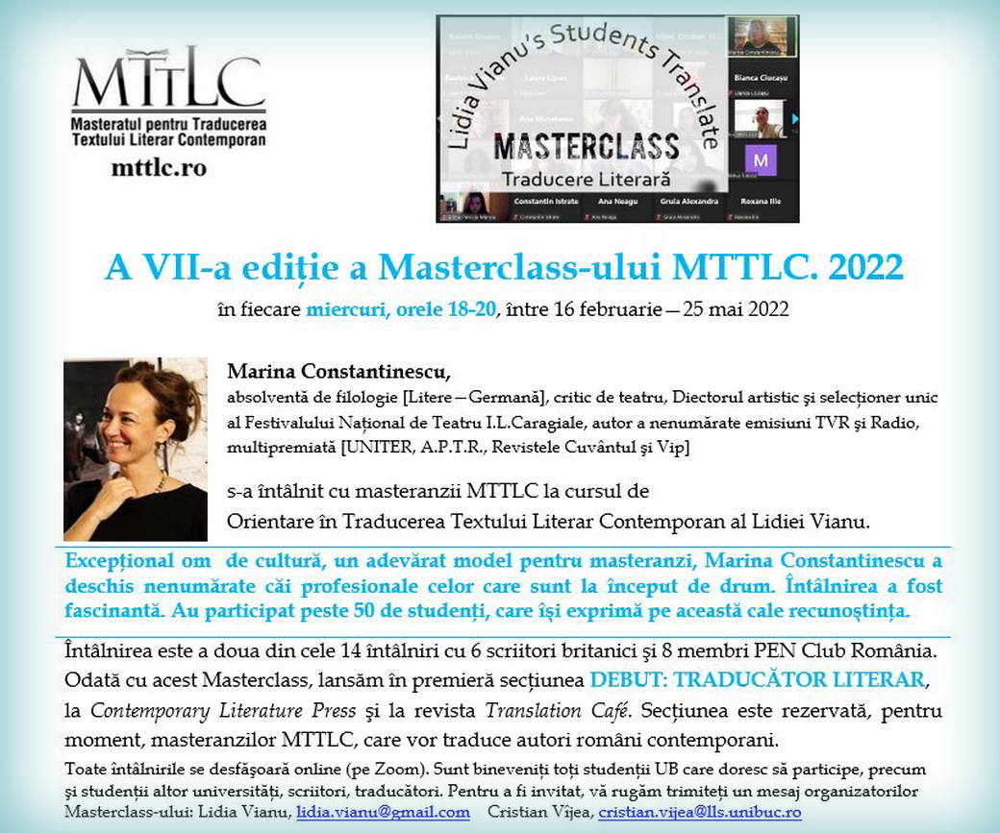 MTTLC
Masteratul pentru Traducerea
Textului Literar Contemporan
mttlc.ro
Lidia Vianu's Students Translate
MASTERCLASS
Traducere Literară
Bianca Ciucașu
M
Constantin Istrate
Ana Neagu
Gruia Alexandra
Roxana Ilie
A VII-a ediție a Masterclass-ului MTTLC. 2022
în fiecare miercuri, orele 18-20, între 16 februarie—25 mai 2022
Marina Constantinescu,
absolventă de filologie [Litere—Germană], critic de teatru, Diectorul artistic şi selecţioner unic
al Festivalului Naţional de Teatru I.L.Caragiale, autor a nenumărate emisiuni TVR şi Radio,
multipremiată [UNITER, A.P.T.R., Revistele Cuvântul şi Vip]
s-a întâlnit cu masteranzii MTTLC la cursul de
Orientare în Traducerea Textului Literar Contemporan al Lidiei Vianu.
Excepțional om de cultură, un adevărat model pentru masteranzi, Marina Constantinescu a
deschis nenumărate căi profesionale celor care sunt la început de drum. Întâlnirea a fost
fascinantă. Au participat peste 50 de studenți, care își exprimă pe această cale recunoștința.
Întâlnirea este a doua din cele 14 întâlniri cu 6 scriitori britanici şi 8 membri PEN Club România.
Odată cu acest Masterclass, lansăm în premieră secțiunea DEBUT: TRADUCĂTOR LITERAR,
la Contemporary Literature Press şi la revista Translation Café. Secțiunea este rezervată, pentru
moment, masteranzilor MTTLC, care vor traduce autori români contemporani.
Toate întâlnirile se desfăşoară online (pe Zoom). Sunt bineveniți toți studenții UB care doresc să participe, precum
şi studenții altor universități, scriitori, traducători. Pentru a fi invitat, vă rugăm trimiteți un mesaj organizatorilor
Masterclass-ului: Lidia Vianu, lidia.vianu@gmail.com Cristian Vîjea, cristian.vijea@lls.unibuc.ro